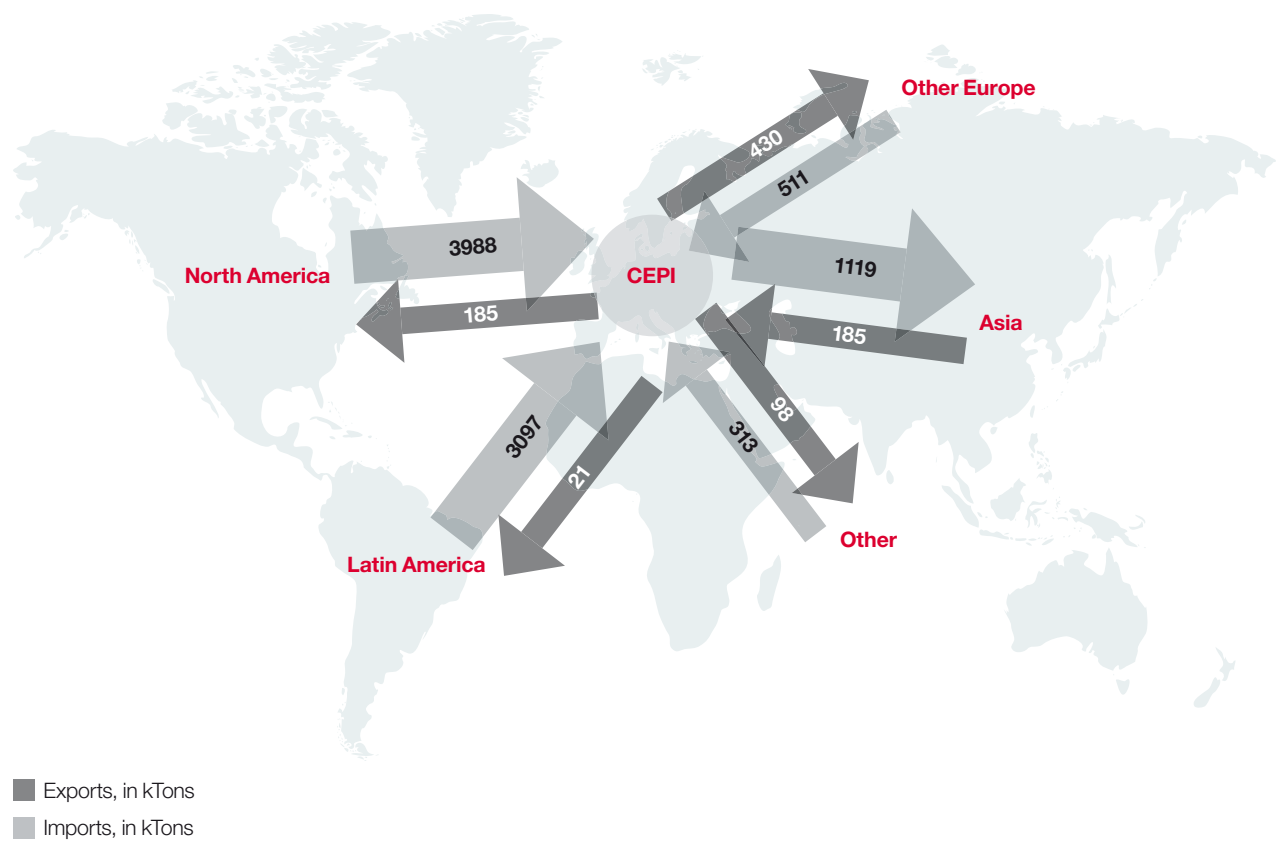 Other Europe
430
511
3988
North America
CEPI
1119
185
185
Asia
98
3097
313
21
Other
Latin America
Exports, in kTons
Imports, in kTons